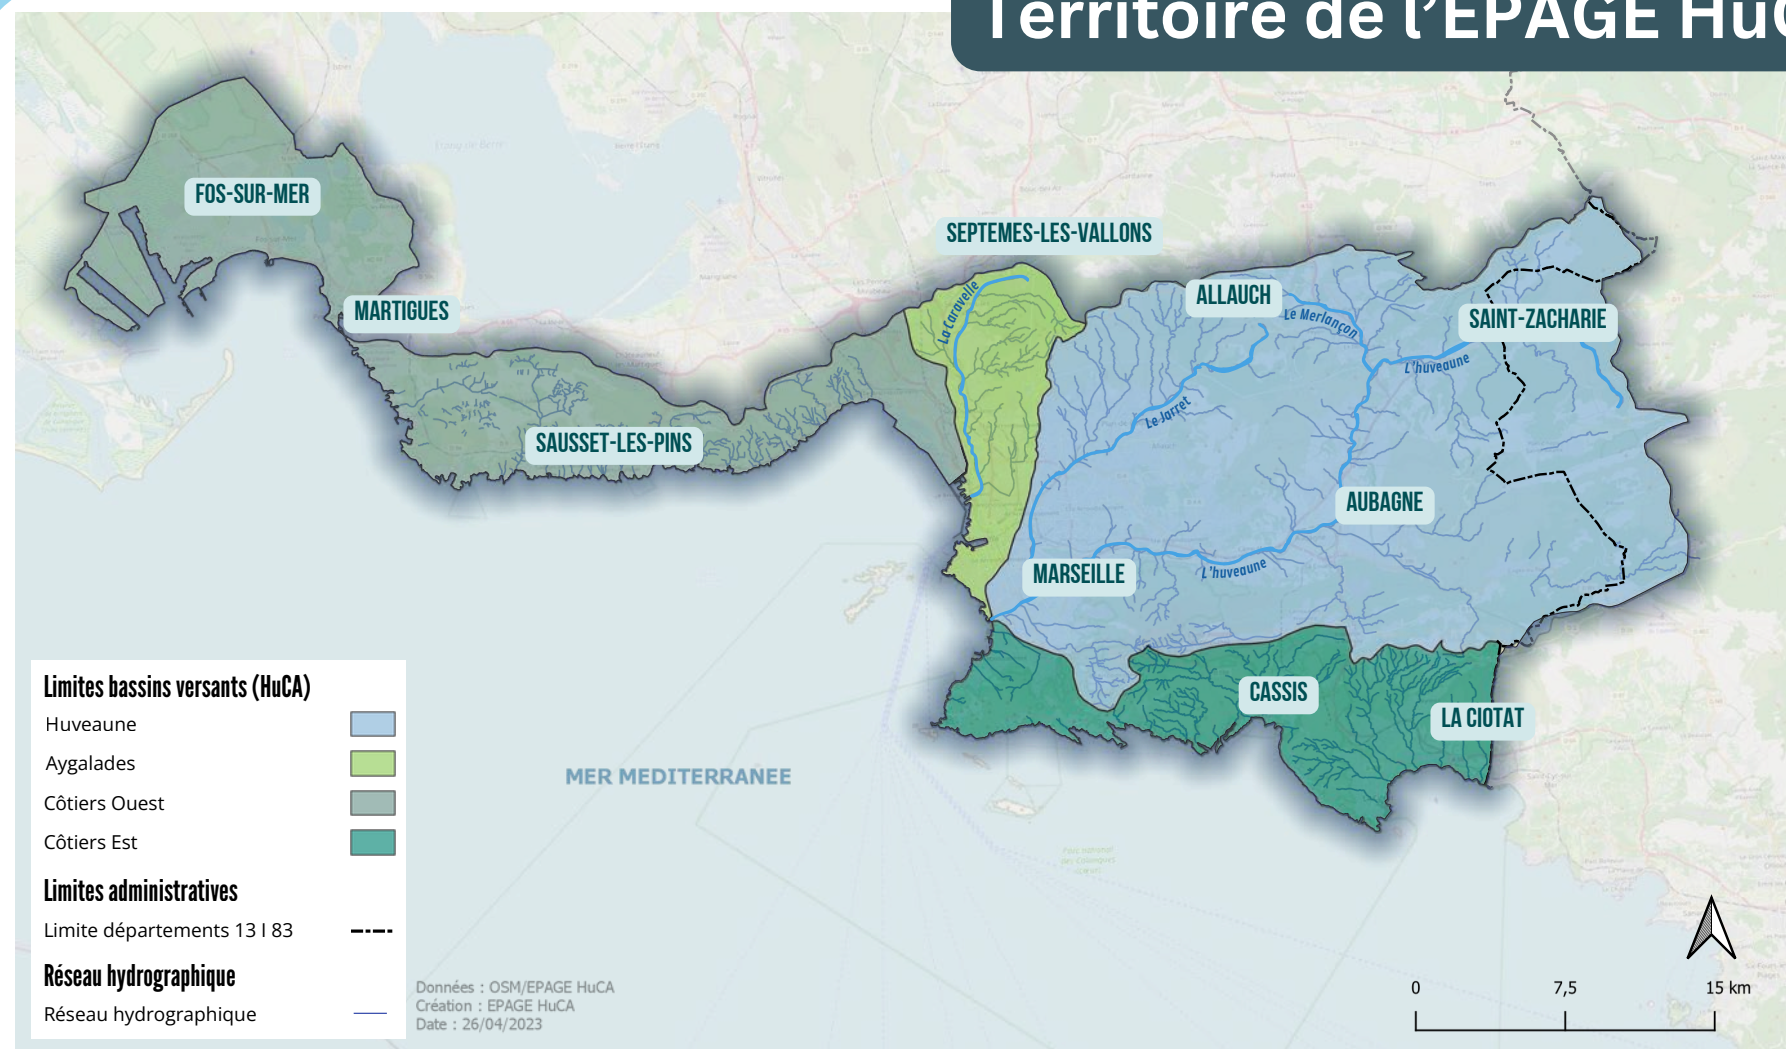 Territoire de l'EPAGE HuC
FOS-SUR-MER
MARTIGUES
SAUSSET-LES-PINS
SEPTEMES-LES-VALLONS
La Caravelle
ALLAUCH
Le Merlançon
SAINT-ZACHARIE
L'huveaune
Le Jarret
AUBAGNE
L'huveaune
MARSEILLE
CASSIS
LA CIOTAT
MER MEDITERRANEE
Limites bassins versants (HuCA)
Huveaune
Aygalades
Côtiers Ouest
Côtiers Est
Limites administratives
Limite départements 13 I 83
Réseau hydrographique
Réseau hydrographique
Données : OSM/EPAGE HuCA
Création : EPAGE HuCA
Date : 26/04/2023
0 7,5 15 km